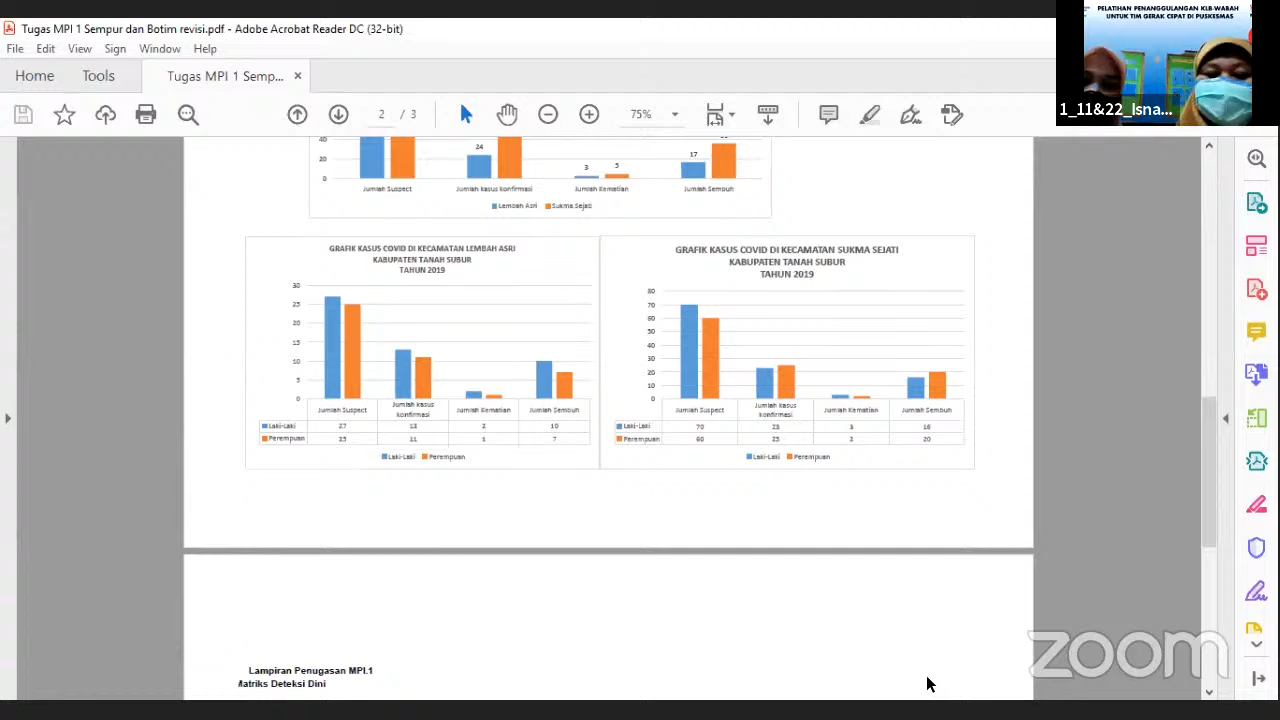 Tugas MPI 1 Sempur dan Botim revisi.pdf - Adobe Acrobat Reader DC (32-bit)
File Edit View Sign Window Help
Home Tools Tugas MPI 1 Semp... ×
2 / 3 75%
PELATIHAN PENANGGULANGAN KLB-WABAH
UNTUK TIM GERAK CEPAT DI PUSKESMAS
1_11&22_Isna...
40
20
0
24
3
5
17
Jumlah Suspect Jumlah kasus konfirmasi Jumlah Kematian Jumlah Sembuh
Lembah Asri Sukma Sejati
GRAFIK KASUS COVID DI KECAMATAN LEMBAH ASRI
KABUPATEN TANAH SUBUR
TAHUN 2019
30
25
20
15
10
5
0
Jumlah Suspect Jumlah kasus konfirmasi Jumlah Kematian Jumlah Sembuh
Laki-Laki 27 13 2 10
Perempuan 25 11 1 7
Laki-Laki Perempuan
GRAFIK KASUS COVID DI KECAMATAN SUKMA SEJATI
KABUPATEN TANAH SUBUR
TAHUN 2019
80
70
60
50
40
30
20
10
0
Jumlah Suspect Jumlah kasus konfirmasi Jumlah Kematian Jumlah Sembuh
Laki-Laki 70 23 3 16
Perempuan 60 25 2 20
Laki-Laki Perempuan
Lampiran Penugasan MPI.1
Matriks Deteksi Dini
zoom